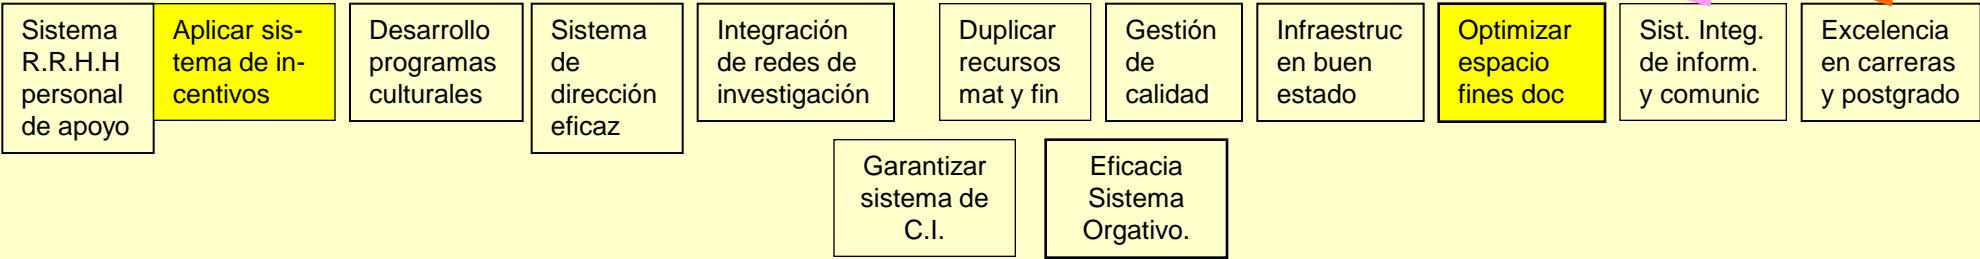 Sistema
R.R.H.H
personal
de apoyo
Aplicar sis-
tema de in-
centivos
Desarrollo
programas
culturales
Sistema
de
dirección
eficaz
Integración
de redes de
investigación
Duplicar
recursos
mat y fin
Gestión
de
calidad
Infraestruc
en buen
estado
Optimizar
espacio
fines doc
Sist. Integ.
de inform.
y comunic
Excelencia
en carreras
y postgrado
Garantizar
sistema de
C.I.
Eficacia
Sistema
Orgativo.